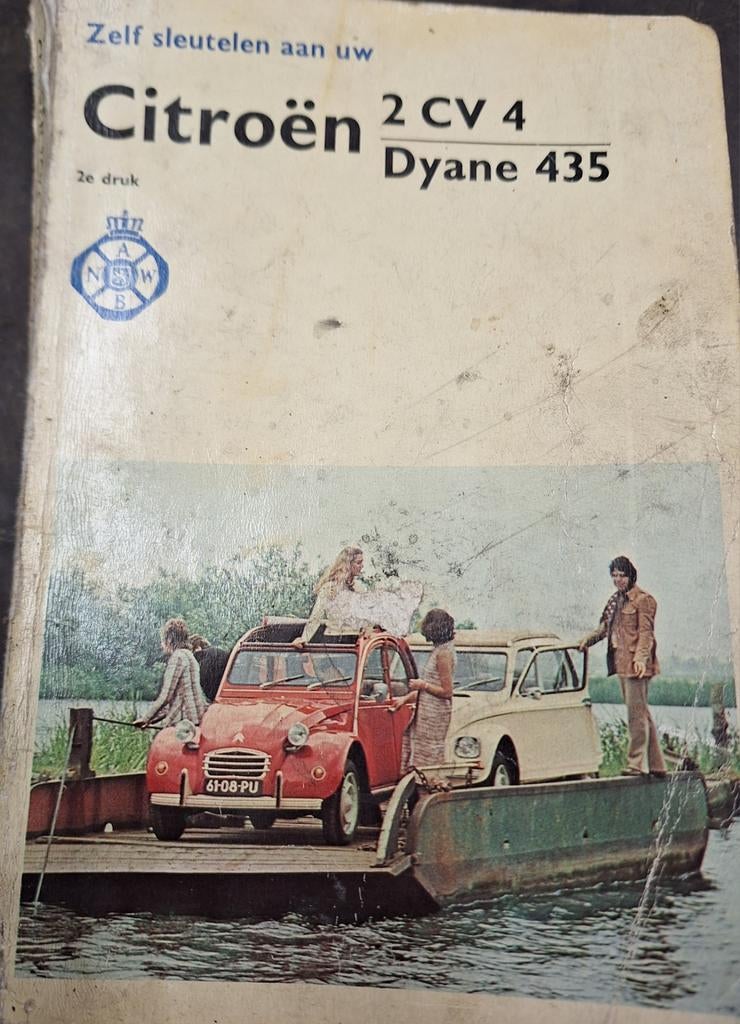 Zelf sleutelen aan uw
Citroën 2 CV 4
Dyane 435
2e druk
A
N W
B
61-08-PU